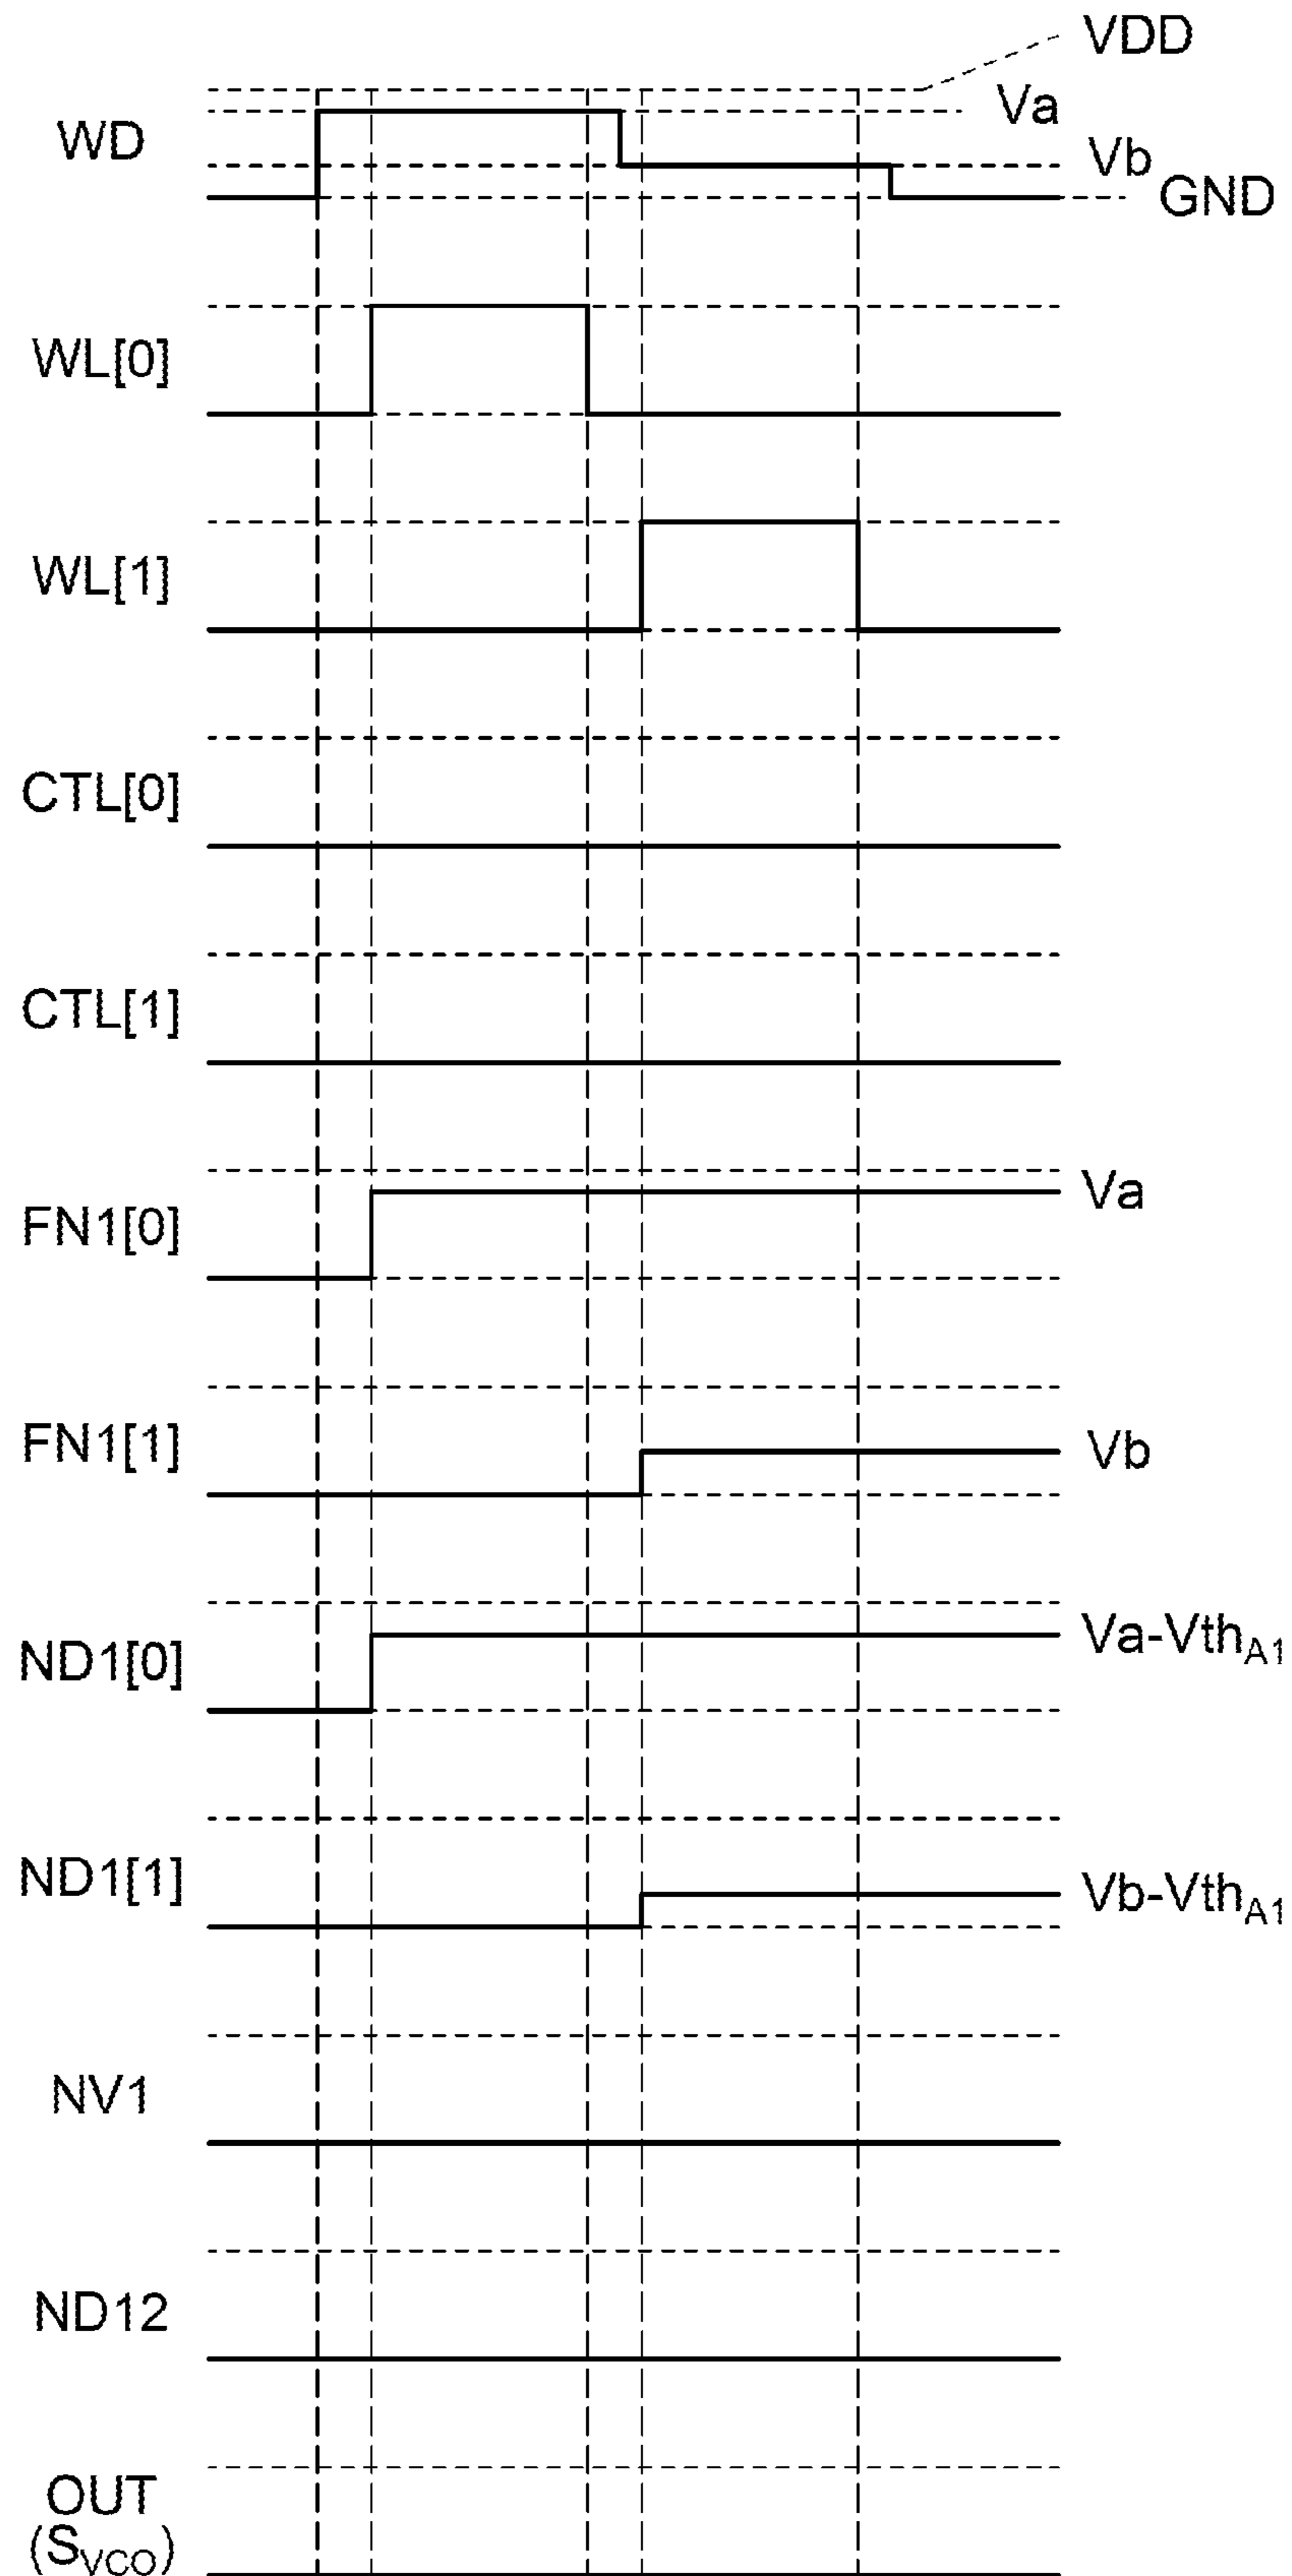 VDD
WD
Va
Vb
GND
WL[0]
WL[1]
CTL[0]
CTL[1]
FN1[0]
Va
FN1[1]
Vb
ND1[0]
Va-VthA1
ND1[1]
Vb-VthA1
NV1
ND12
OUT
(SVCO)